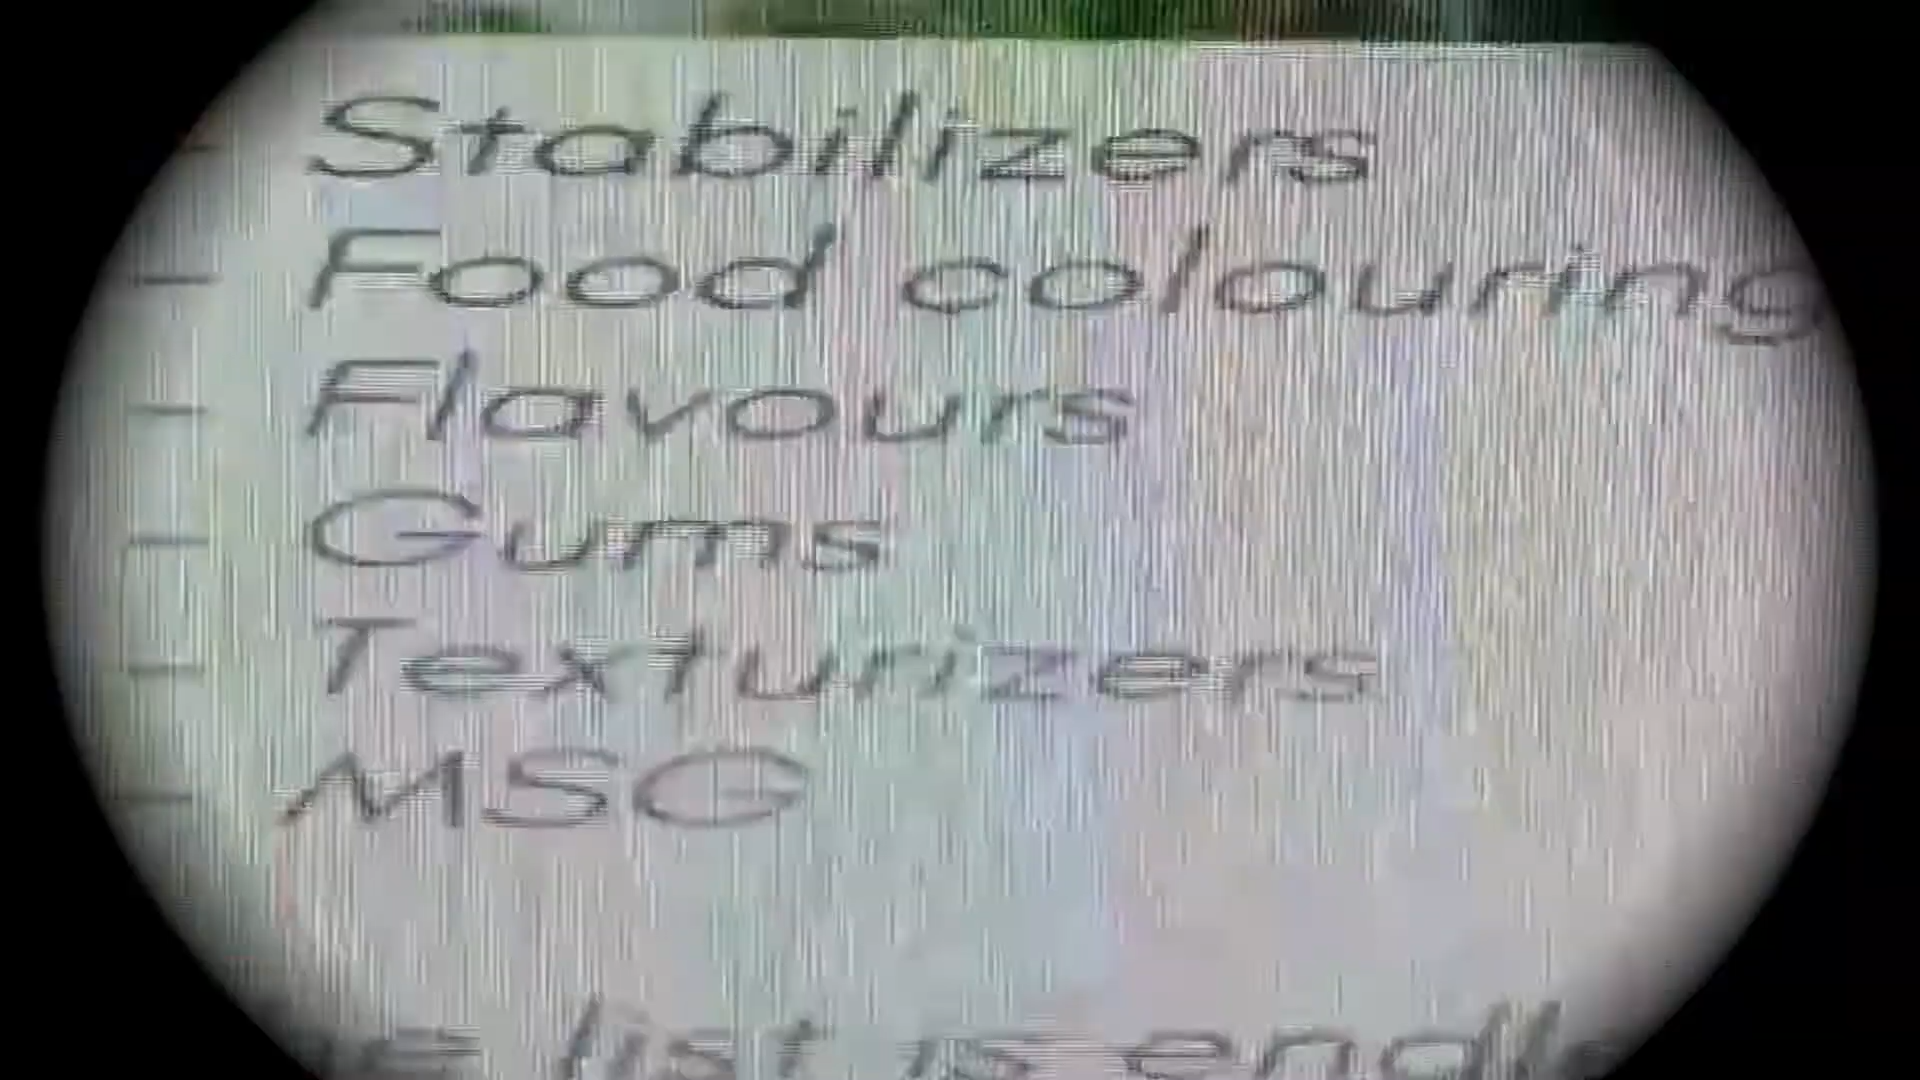 - Stabilizers
- Food colouring
- Flavours
- Gums
- Texturizers
- MSG
list is